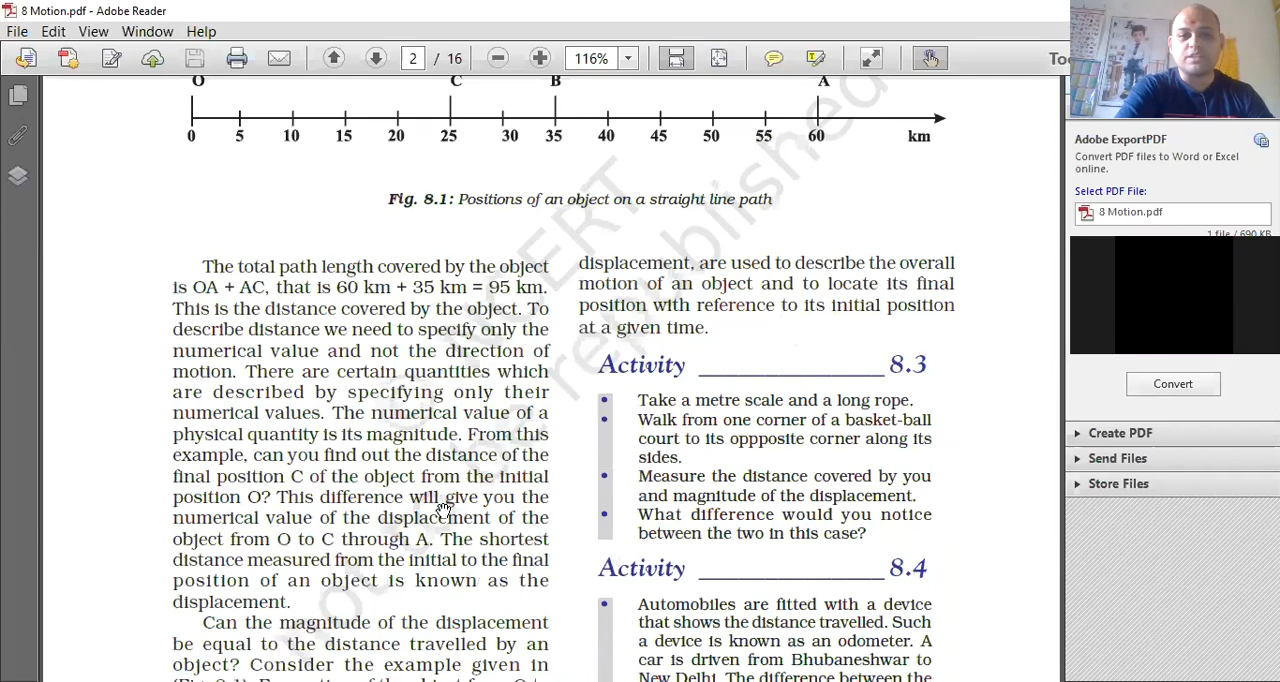 8 Motion.pdf - Adobe Reader
File Edit View Window Help
2 / 16 116%
O C B A
0 5 10 15 20 25 30 35 40 45 50 55 60 km
Fig. 8.1: Positions of an object on a straight line path
The total path length covered by the object
is OA + AC, that is 60 km + 35 km = 95 km.
This is the distance covered by the object. To
describe distance we need to specify only the
numerical value and not the direction of
motion. There are certain quantities which
are described by specifying only their
numerical values. The numerical value of a
physical quantity is its magnitude. From this
example, can you find out the distance of the
final position C of the object from the initial
position O? This difference will give you the
numerical value of the displacement of the
object from O to C through A. The shortest
distance measured from the initial to the final
position of an object is known as the
displacement.
Can the magnitude of the displacement
be equal to the distance travelled by an
object? Consider the example given in
displacement, are used to describe the overall
motion of an object and to locate its final
position with reference to its initial position
at a given time.
Activity ________________ 8.3
• Take a metre scale and a long rope.
• Walk from one corner of a basket-ball
court to its oppposite corner along its
sides.
• Measure the distance covered by you
and magnitude of the displacement.
• What difference would you notice
between the two in this case?
Activity ________________ 8.4
• Automobiles are fitted with a device
that shows the distance travelled. Such
a device is known as an odometer. A
car is driven from Bhubaneshwar to
New Delhi. The difference between the
© NCERT
not to be republished
Adobe ExportPDF
Convert PDF files to Word or Excel
online.
Select PDF File:
8 Motion.pdf
1 file / 690 KB
Convert
Create PDF
Send Files
Store Files